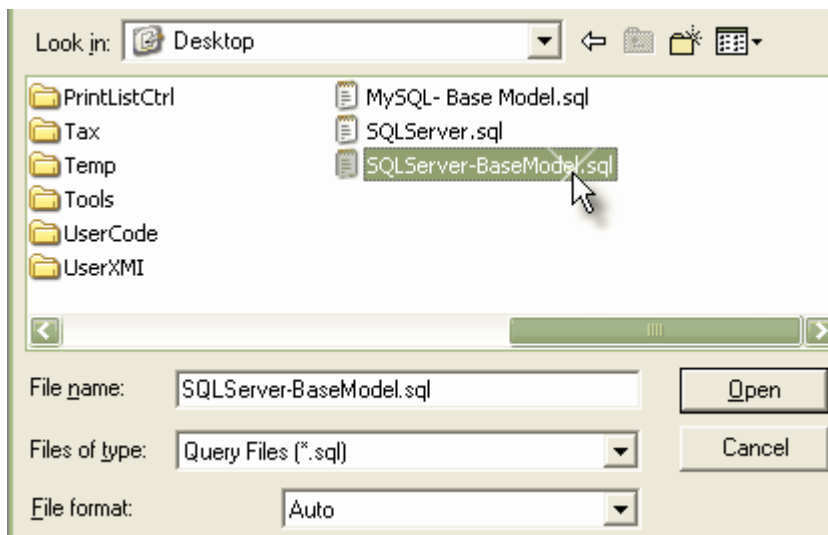 Look in: Desktop
PrintListCtrl
Tax
Temp
Tools
UserCode
UserXMI
MySQL- Base Model.sql
SQLServer.sql
SQLServer-BaseModel.sql
File name: SQLServer-BaseModel.sql
Open
Files of type: Query Files (*.sql)
Cancel
File format: Auto